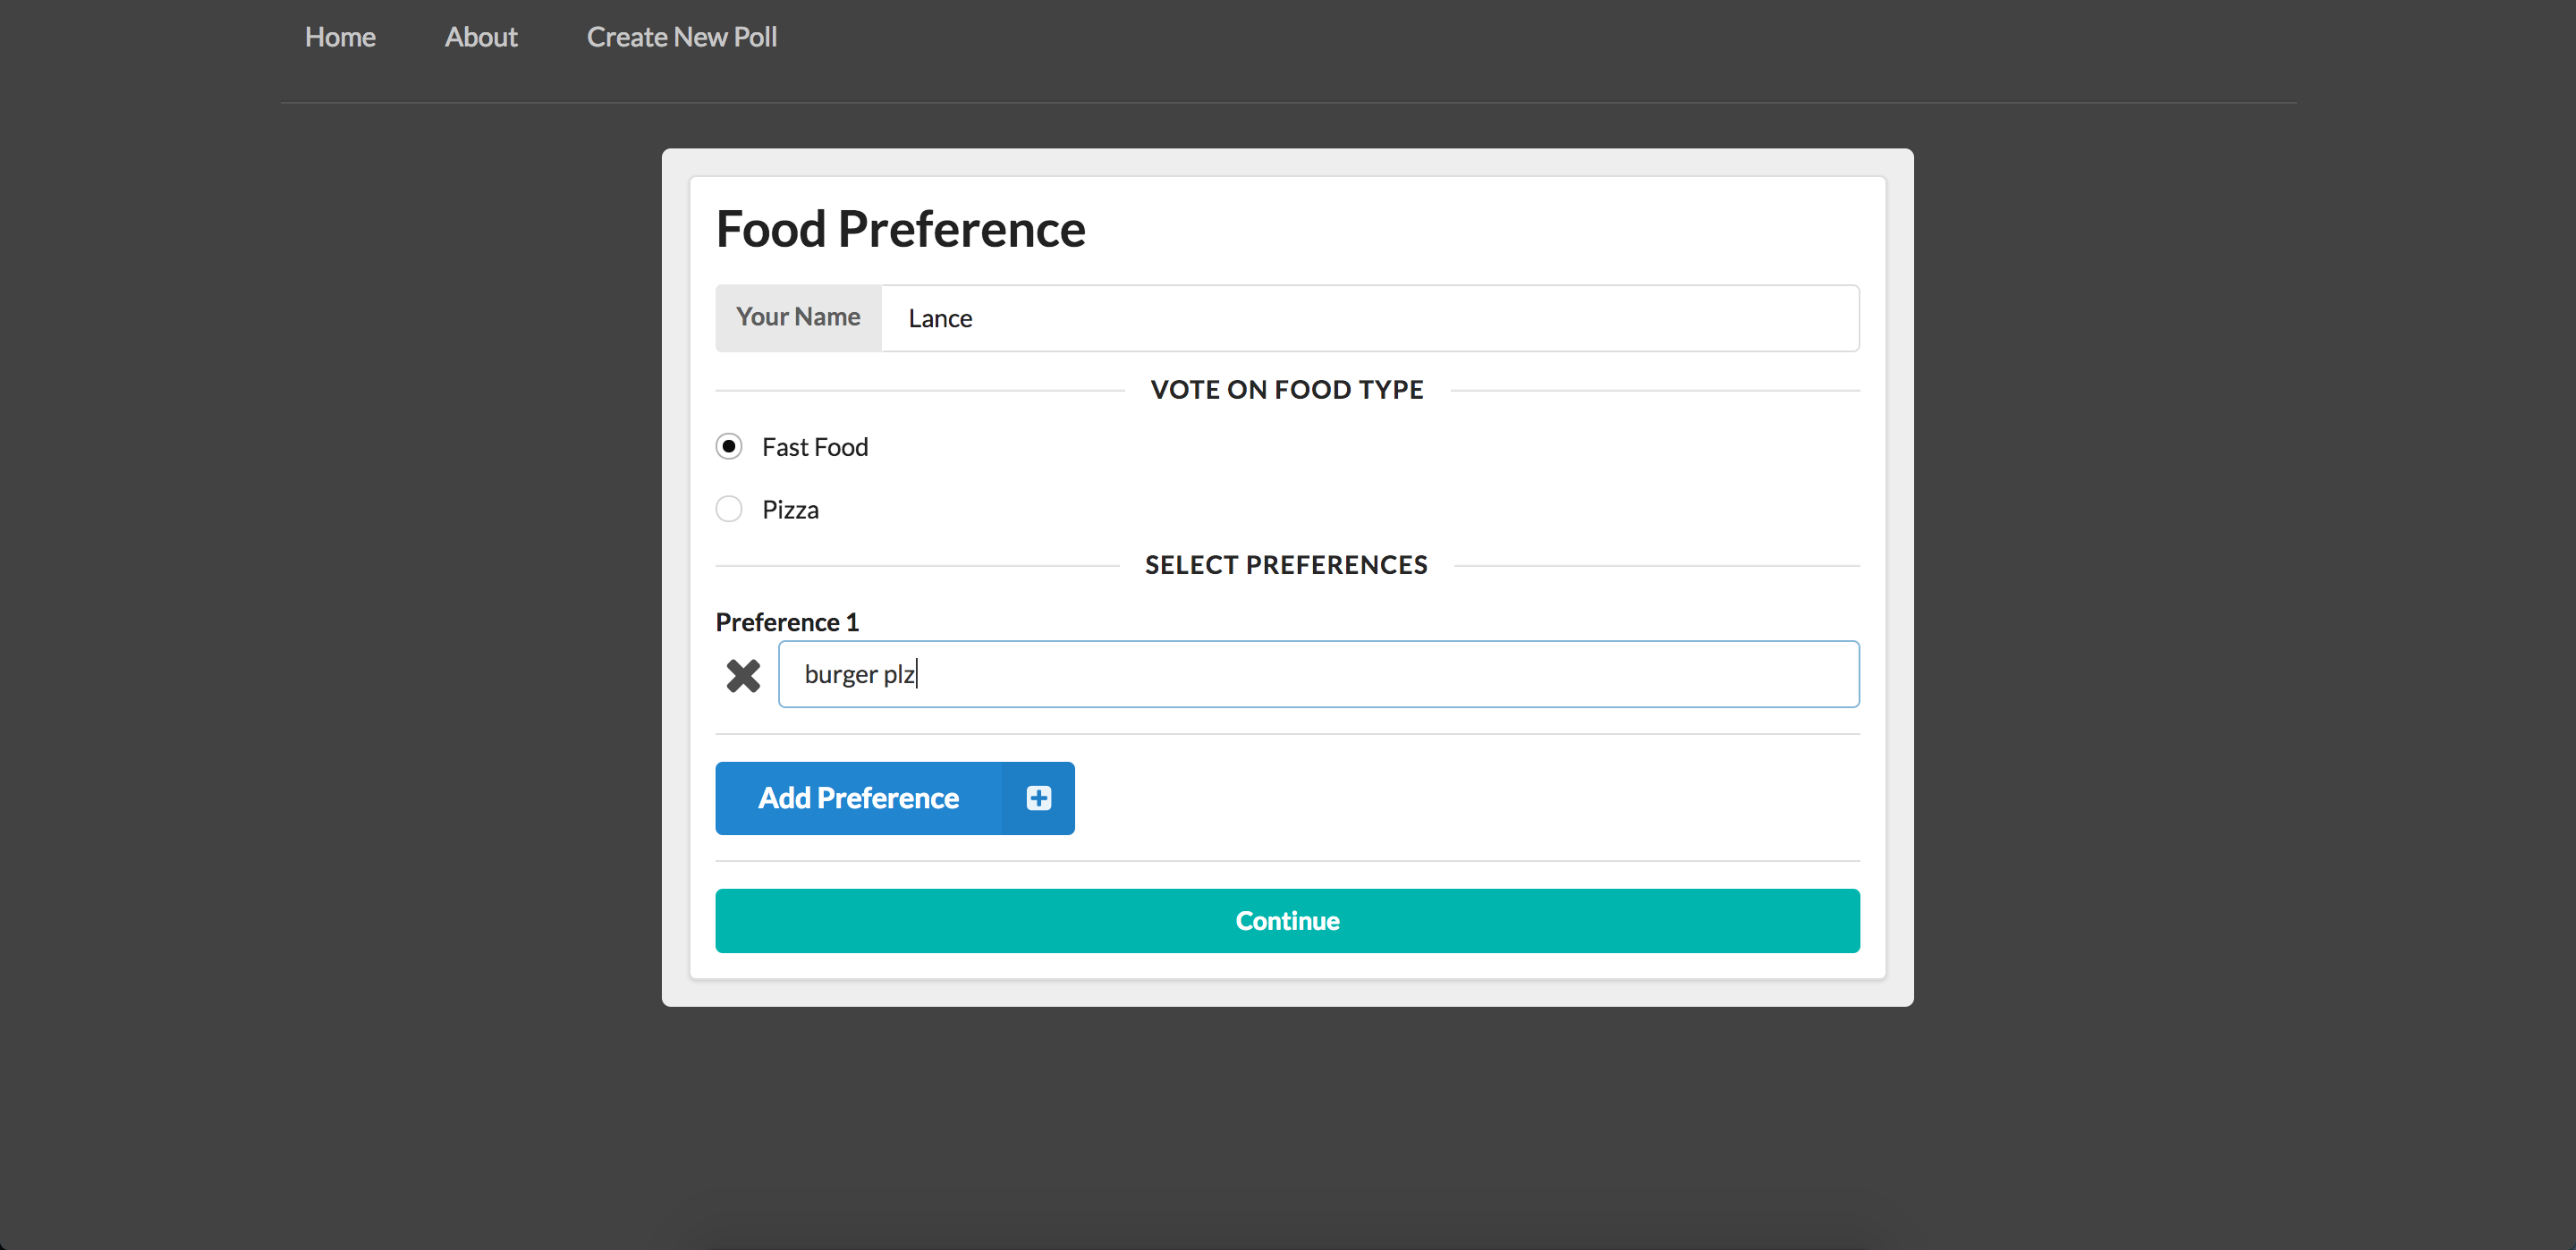 Home About Create New Poll
Food Preference
Your Name Lance
VOTE ON FOOD TYPE
Fast Food
Pizza
SELECT PREFERENCES
Preference 1
burger plz
Add Preference
Continue